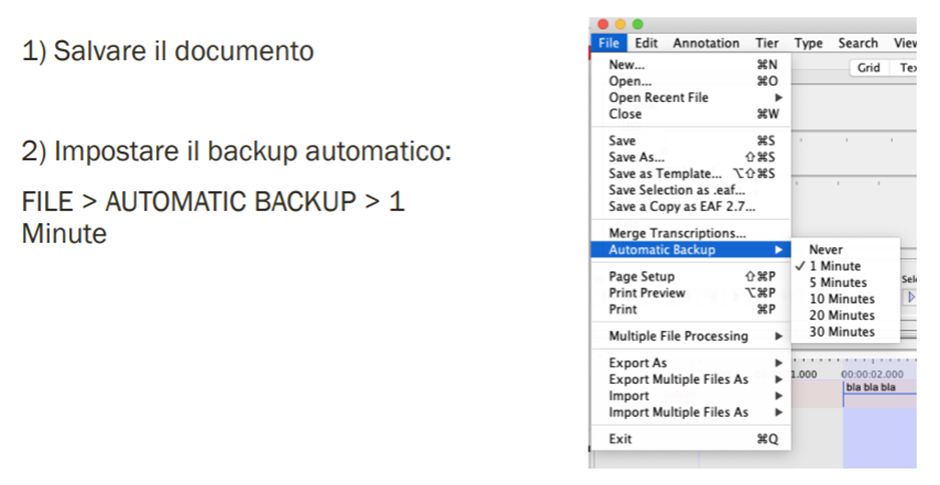 1) Salvare il documento
2) Impostare il backup automatico:
FILE > AUTOMATIC BACKUP > 1
Minute
File Edit Annotation Tier Type Search View
Grid Te
New... ⌘N
Open... ⌘O
Open Recent File ▶
Close ⌘W
Save ⌘S
Save As... ⇧⌘S
Save as Template... ⌥⇧⌘S
Save Selection as .eaf...
Save a Copy as EAF 2.7...
Merge Transcriptions...
Automatic Backup ▶
Never
✓ 1 Minute
5 Minutes
10 Minutes
20 Minutes
30 Minutes
Page Setup ⇧⌘P
Print Preview ⌥⌘P
Print ⌘P
Multiple File Processing ▶
Export As ▶
Export Multiple Files As ▶
Import ▶
Import Multiple Files As ▶
Exit ⌘Q
Sel
1.000 00:00:02.000
bla bla bla